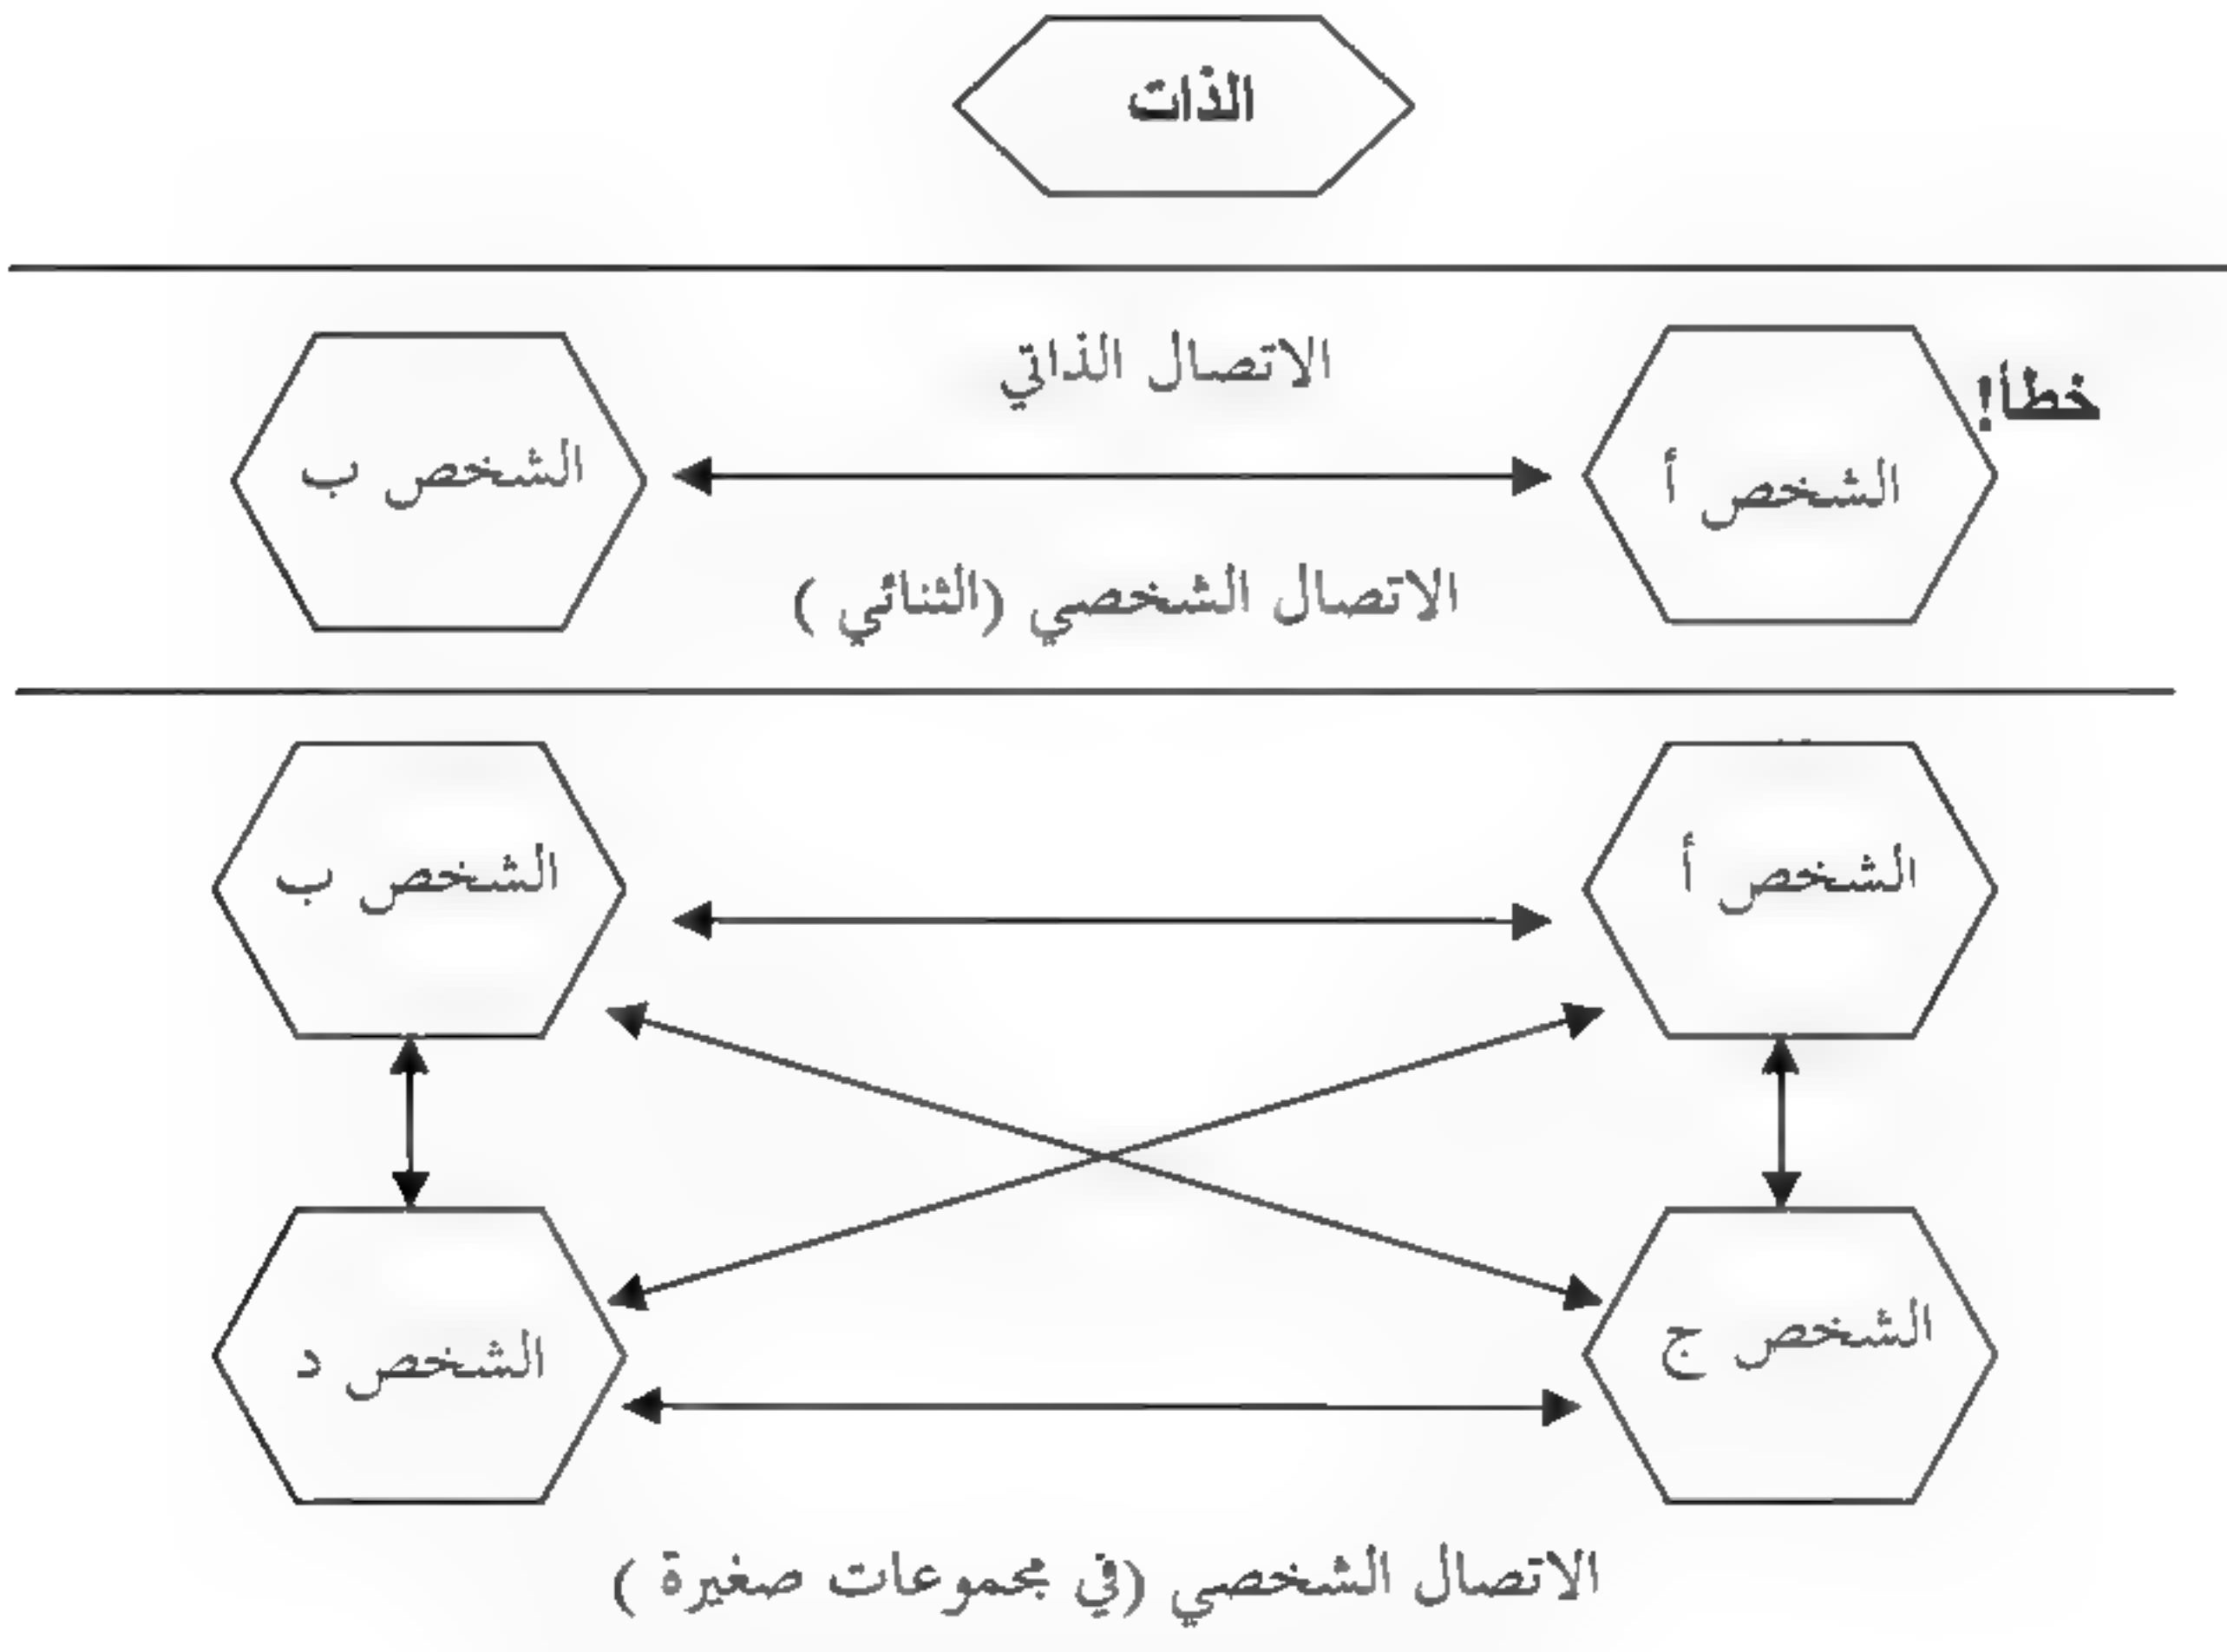 الذات
الاتصال الذاتي
خطأ!
الشخص أ
الشخص ب
الاتصال الشخصي (الثنائي )
الشخص أ
الشخص ب
الشخص ج
الشخص د
الاتصال الشخصي (في مجموعات صغيرة )